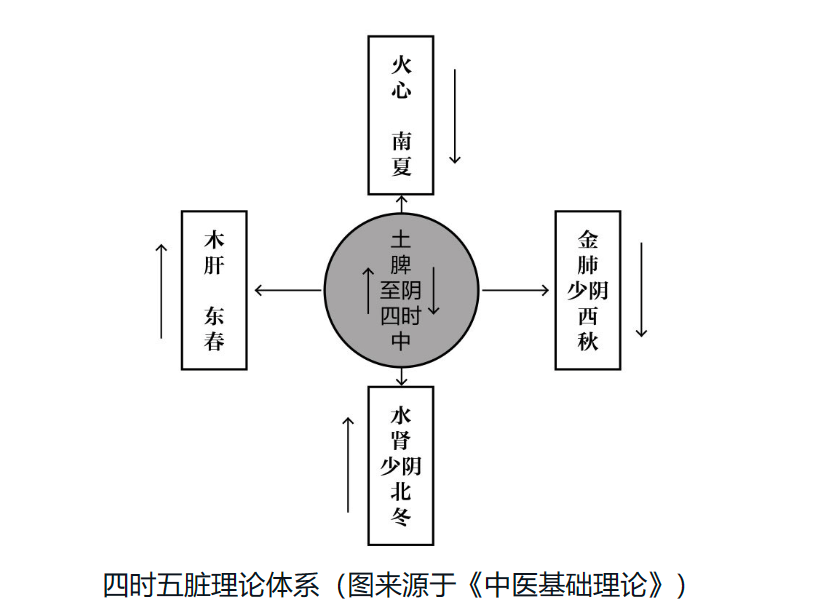 火
心
南
夏
木
肝
东
春
土
脾
至阴
四时
中
金
肺
少阴
西
秋
水
肾
少阴
北
冬
四时五脏理论体系（图来源于《中医基础理论》）